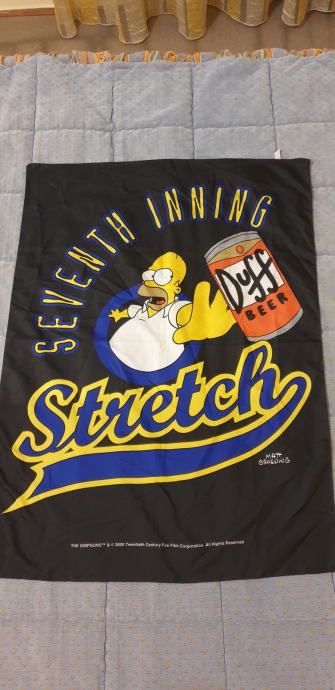 SEVENTH INNING
Duff
BEER
Stretch
MATT
GROENING
THE SIMPSONS™ & © 2000 Twentieth Century Fox Film Corporation. All Rights Reserved